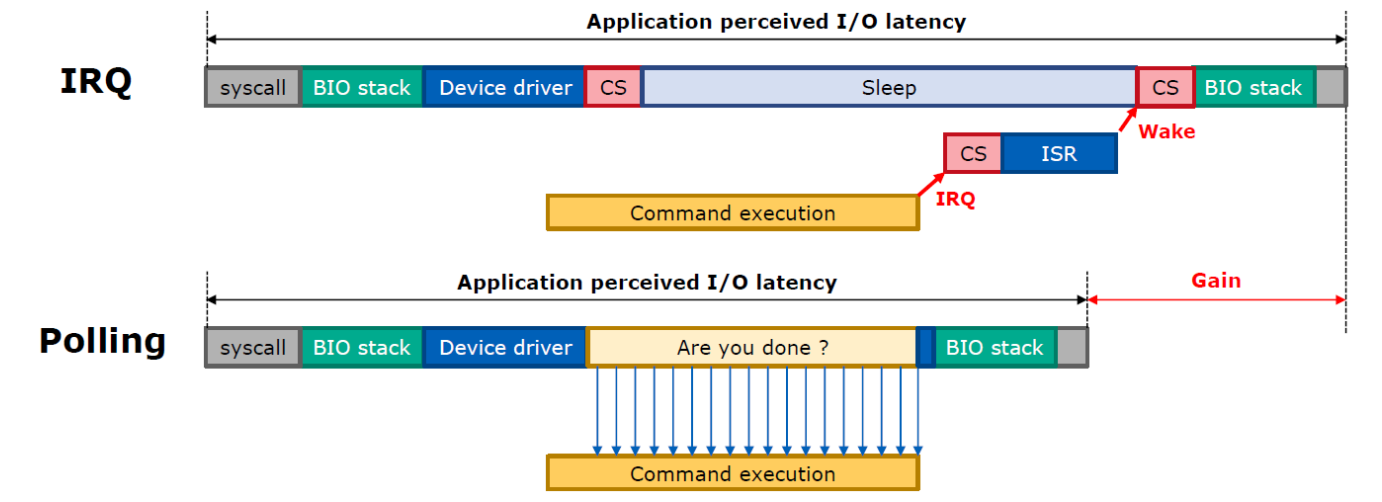 Application perceived I/O latency
IRQ
syscall BIO stack Device driver CS Sleep CS BIO stack
Wake
CS ISR
IRQ
Command execution
Application perceived I/O latency
Gain
Polling
syscall BIO stack Device driver Are you done ? BIO stack
Command execution